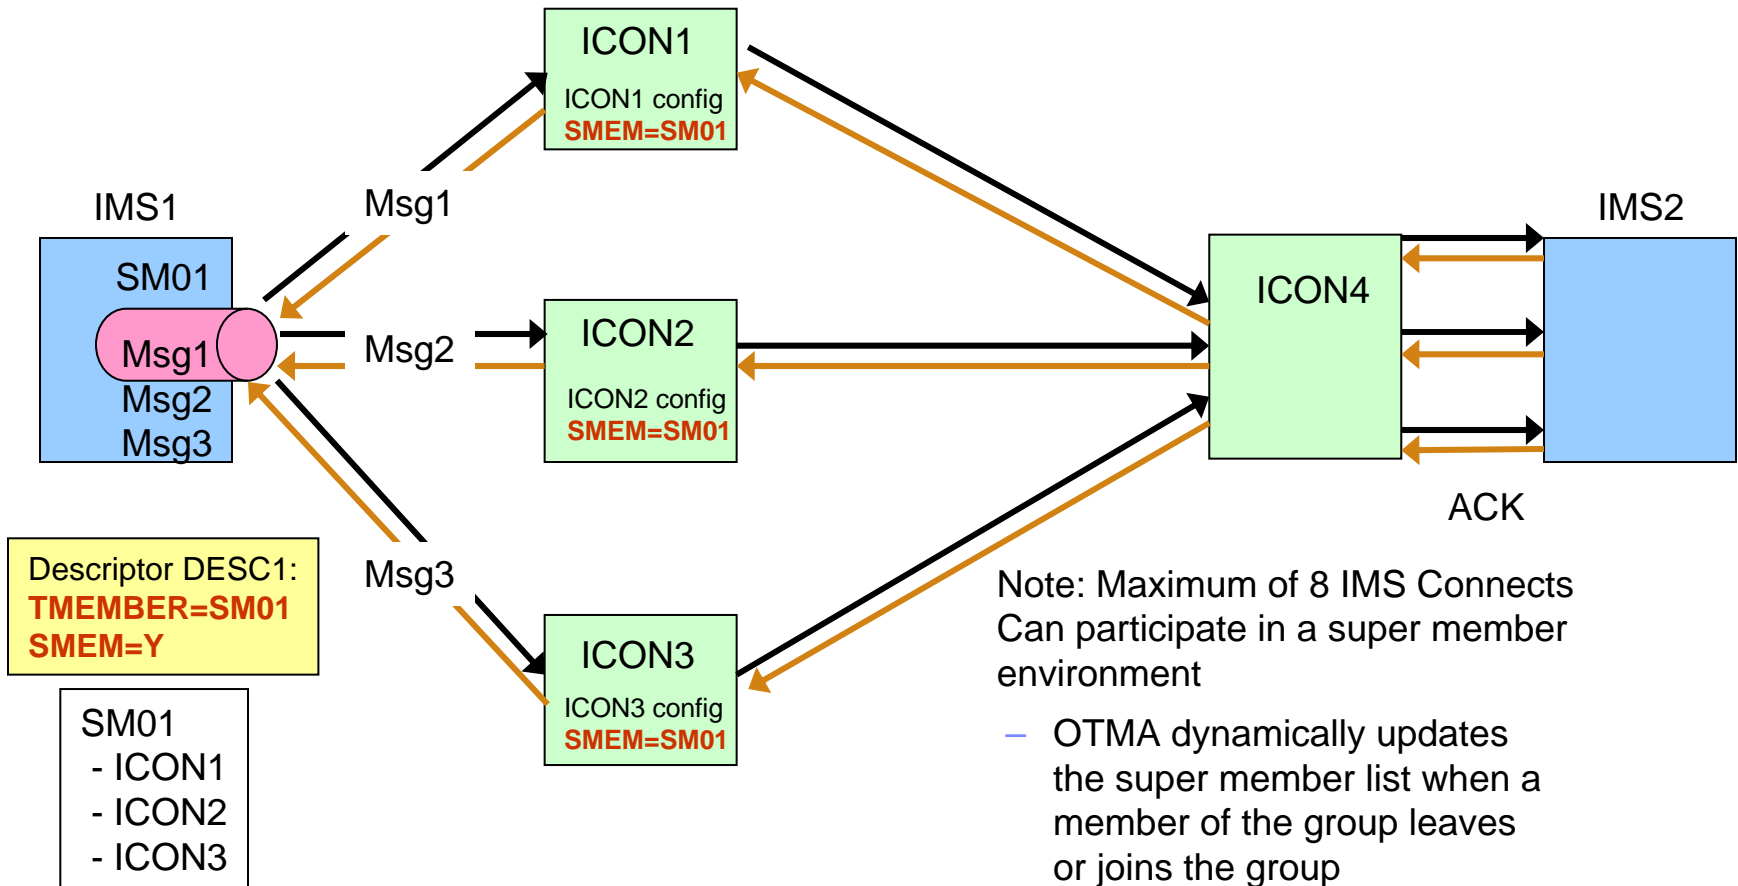 ICON1
ICON1 config
SMEM=SM01
IMS1
Msg1
IMS2
SM01
ICON4
Msg1
Msg2
Msg3
Msg2
ICON2
ICON2 config
SMEM=SM01
ACK
Descriptor DESC1:
TMEMBER=SM01
SMEM=Y
Msg3
ICON3
ICON3 config
SMEM=SM01
SM01
- ICON1
- ICON2
- ICON3
Note: Maximum of 8 IMS Connects
Can participate in a super member
environment
– OTMA dynamically updates
the super member list when a
member of the group leaves
or joins the group